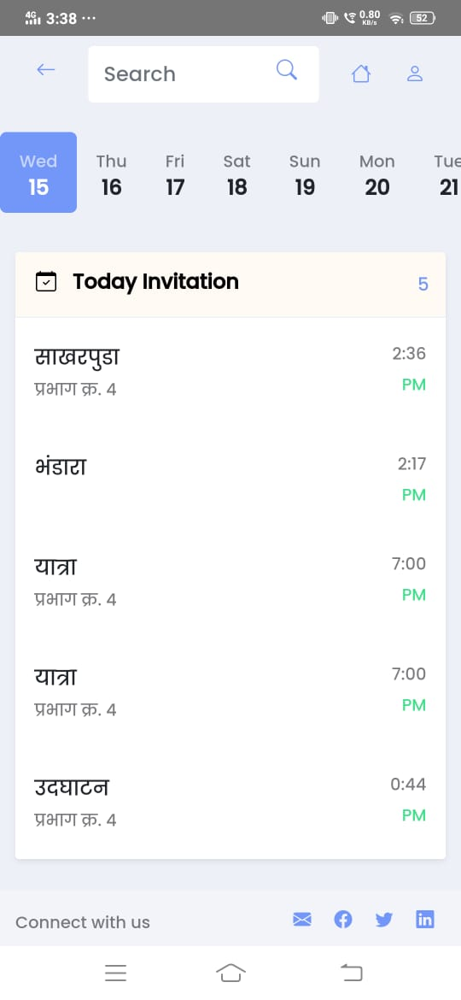 4G 3:38 ... 0.80 KB/s 52
Search
Wed Thu Fri Sat Sun Mon Tue
15 16 17 18 19 20 21
Today Invitation 5
साखरपुडा 2:36
प्रभाग क्र. 4 PM
भंडारा 2:17
PM
यात्रा 7:00
प्रभाग क्र. 4 PM
यात्रा 7:00
प्रभाग क्र. 4 PM
उदघाटन 0:44
प्रभाग क्र. 4 PM
Connect with us in